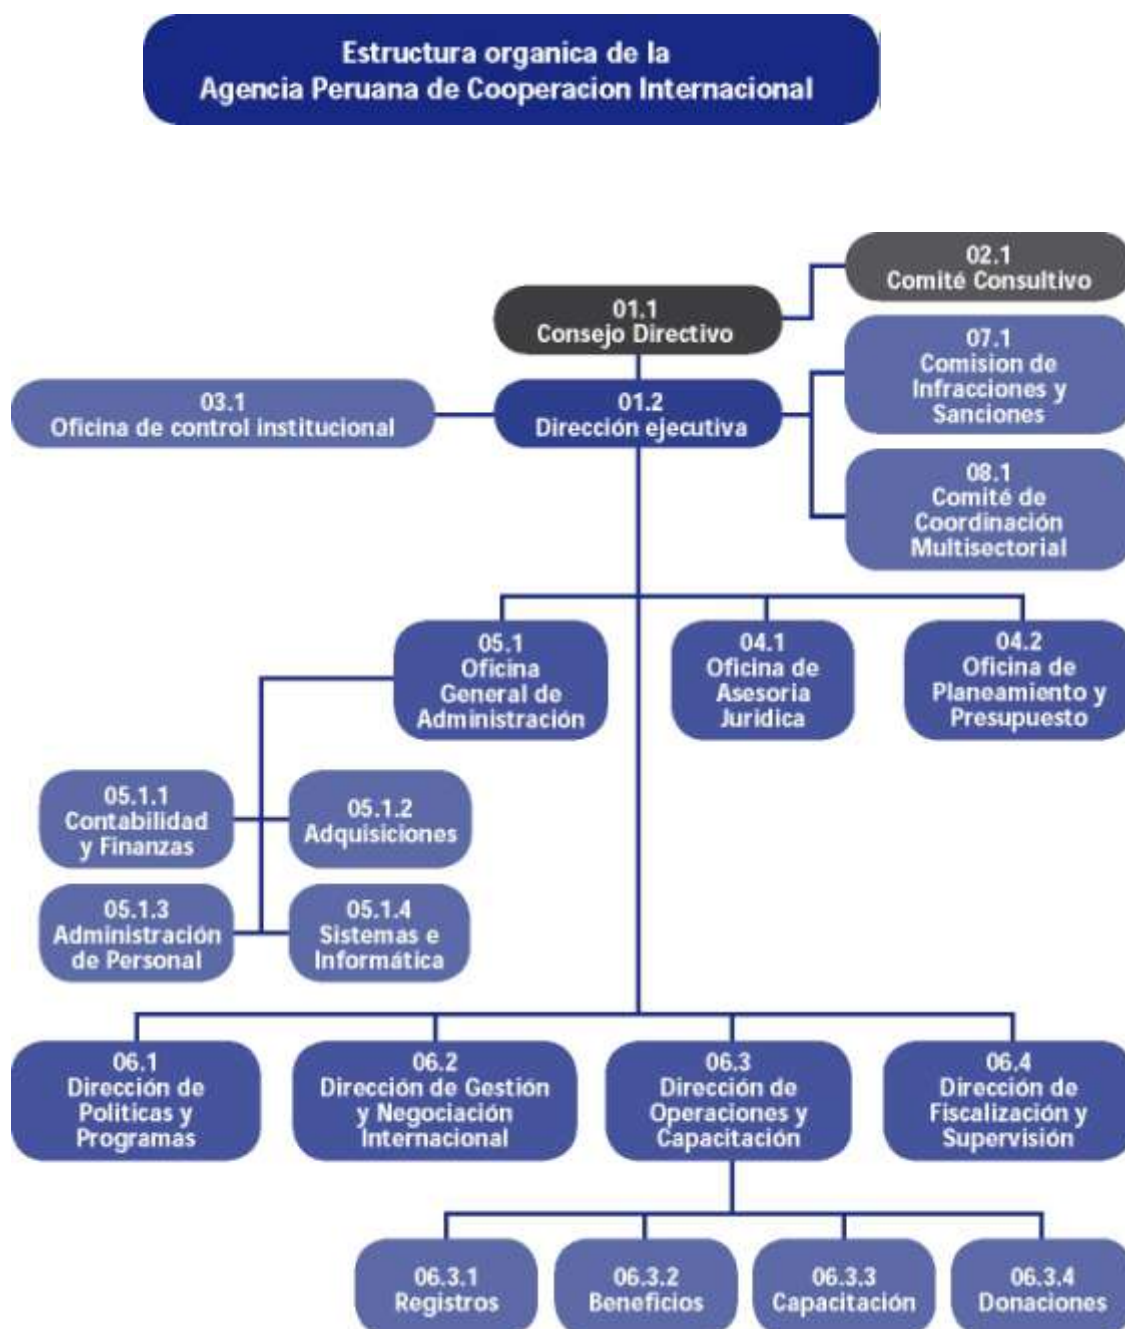 Estructura organica de la
Agencia Peruana de Cooperacion Internacional
02.1
Comité Consultivo
01.1
Consejo Directivo
07.1
Comision de
Infracciones y
Sanciones
03.1
Oficina de control institucional
01.2
Dirección ejecutiva
08.1
Comité de
Coordinación
Multisectorial
05.1
Oficina
General de
Administración
04.1
Oficina de
Asesoria
Juridica
04.2
Oficina de
Planeamiento y
Presupuesto
05.1.1
Contabilidad
y Finanzas
05.1.2
Adquisiciones
05.1.3
Administración
de Personal
05.1.4
Sistemas e
Informática
06.1
Dirección de
Politicas y
Programas
06.2
Dirección de Gestión
y Negociación
Internacional
06.3
Dirección de
Operaciones y
Capacitación
06.4
Dirección de
Fiscalización y
Supervisión
06.3.1
Registros
06.3.2
Beneficios
06.3.3
Capacitación
06.3.4
Donaciones